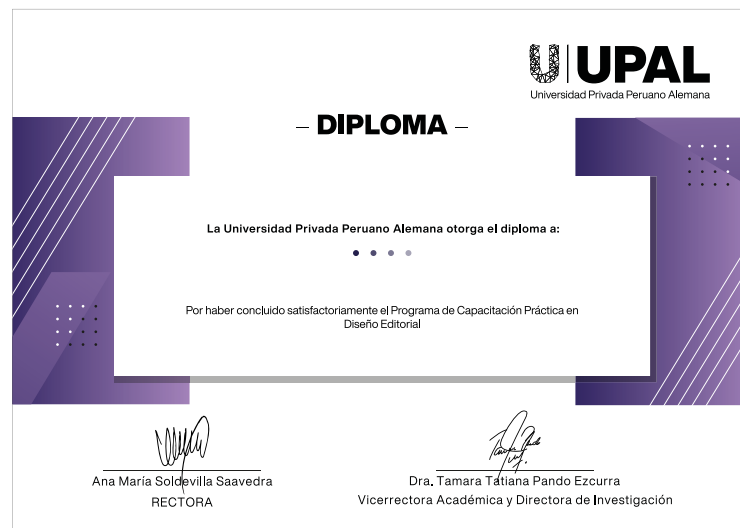 UPAL
Universidad Privada Peruano Alemana
– DIPLOMA –
La Universidad Privada Peruano Alemana otorga el diploma a:
Por haber concluido satisfactoriamente el Programa de Capacitación Práctica en
Diseño Editorial
Ana María Soldevilla Saavedra
RECTORA
Dra. Tamara Tatiana Pando Ezcurra
Vicerrectora Académica y Directora de Investigación